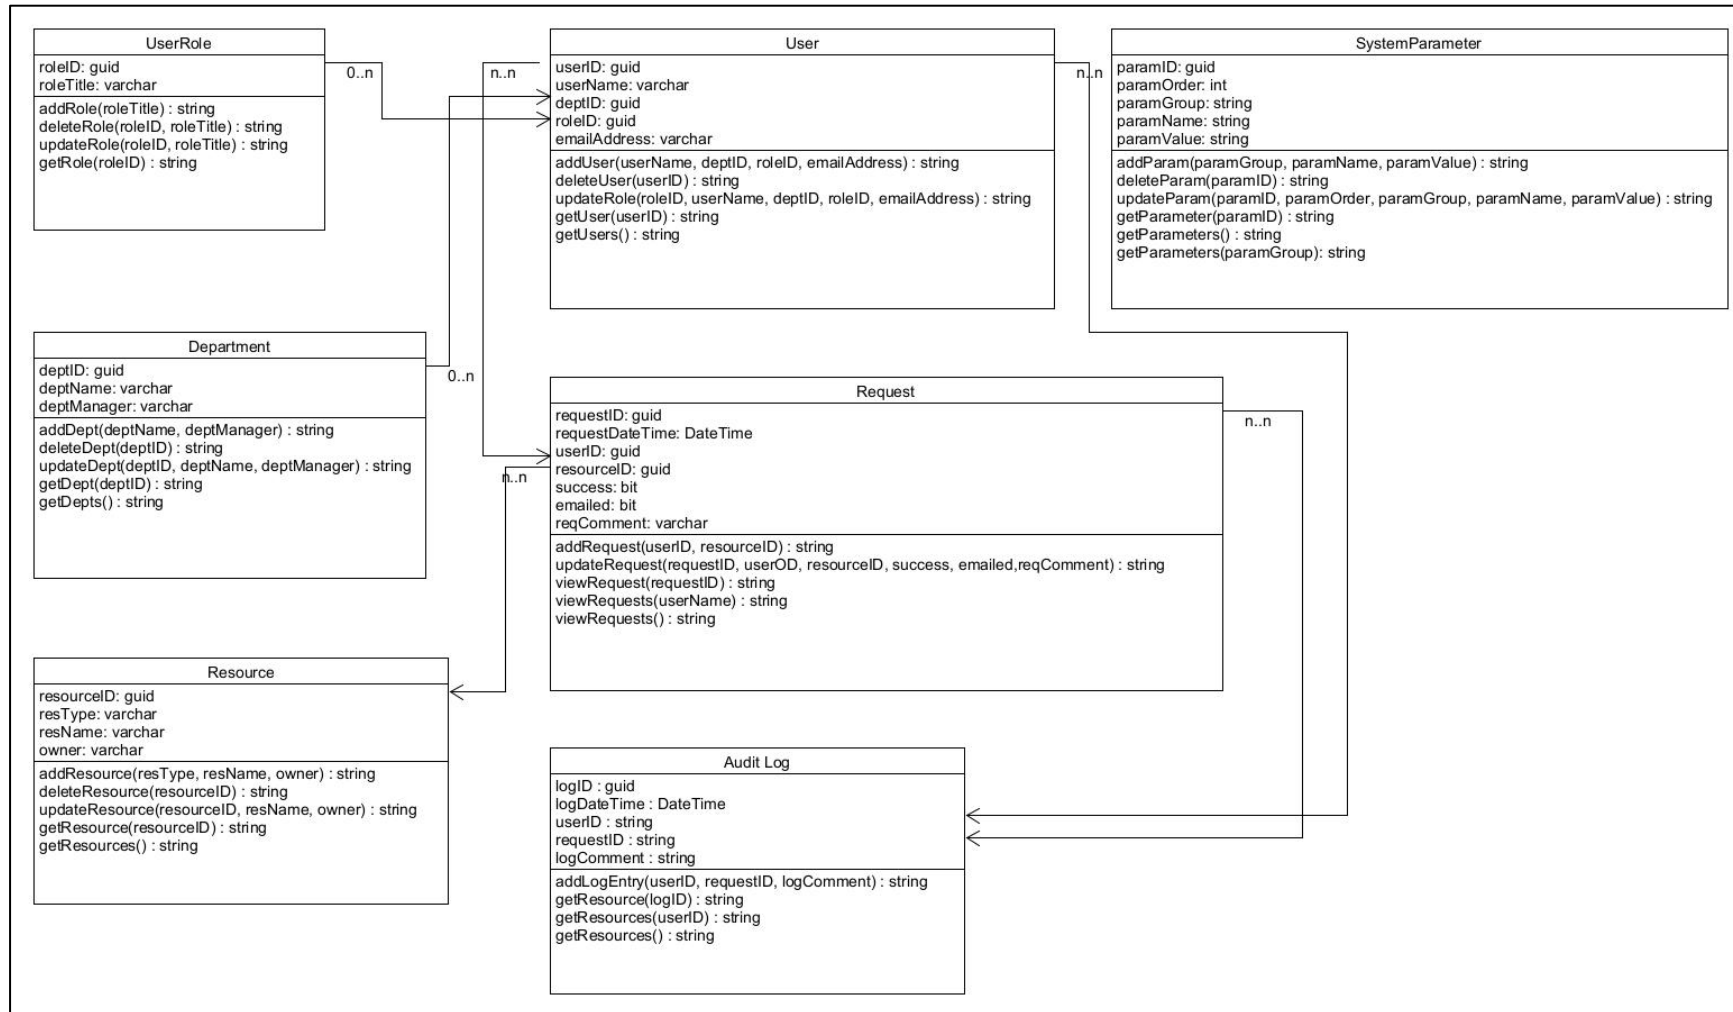 UserRole
roleID: guid
roleTitle: varchar
addRole(roleTitle) : string
deleteRole(roleID, roleTitle) : string
updateRole(roleID, roleTitle) : string
getRole(roleID) : string
0..n
n..n
User
userID: guid
userName: varchar
deptID: guid
roleID: guid
emailAddress: varchar
addUser(userName, deptID, roleID, emailAddress) : string
deleteUser(userID) : string
updateRole(roleID, userName, deptID, roleID, emailAddress) : string
getUser(userID) : string
getUsers() : string
n..n
SystemParameter
paramID: guid
paramOrder: int
paramGroup: string
paramName: string
paramValue: string
addParam(paramGroup, paramName, paramValue) : string
deleteParam(paramID) : string
updateParam(paramID, paramOrder, paramGroup, paramName, paramValue) : string
getParameter(paramID) : string
getParameters() : string
getParameters(paramGroup): string
Department
deptID: guid
deptName: varchar
deptManager: varchar
addDept(deptName, deptManager) : string
deleteDept(deptID) : string
updateDept(deptID, deptName, deptManager) : string
getDept(deptID) : string
getDepts() : string
0..n
n..n
Request
requestID: guid
requestDateTime: DateTime
userID: guid
resourceID: guid
success: bit
emailed: bit
reqComment: varchar
addRequest(userID, resourceID) : string
updateRequest(requestID, userOD, resourceID, success, emailed,reqComment) : string
viewRequest(requestID) : string
viewRequests(userName) : string
viewRequests() : string
n..n
Resource
resourceID: guid
resType: varchar
resName: varchar
owner: varchar
addResource(resType, resName, owner) : string
deleteResource(resourceID) : string
updateResource(resourceID, resName, owner) : string
getResource(resourceID) : string
getResources() : string
Audit Log
logID : guid
logDateTime : DateTime
userID : string
requestID : string
logComment : string
addLogEntry(userID, requestID, logComment) : string
getResource(logID) : string
getResources(userID) : string
getResources() : string